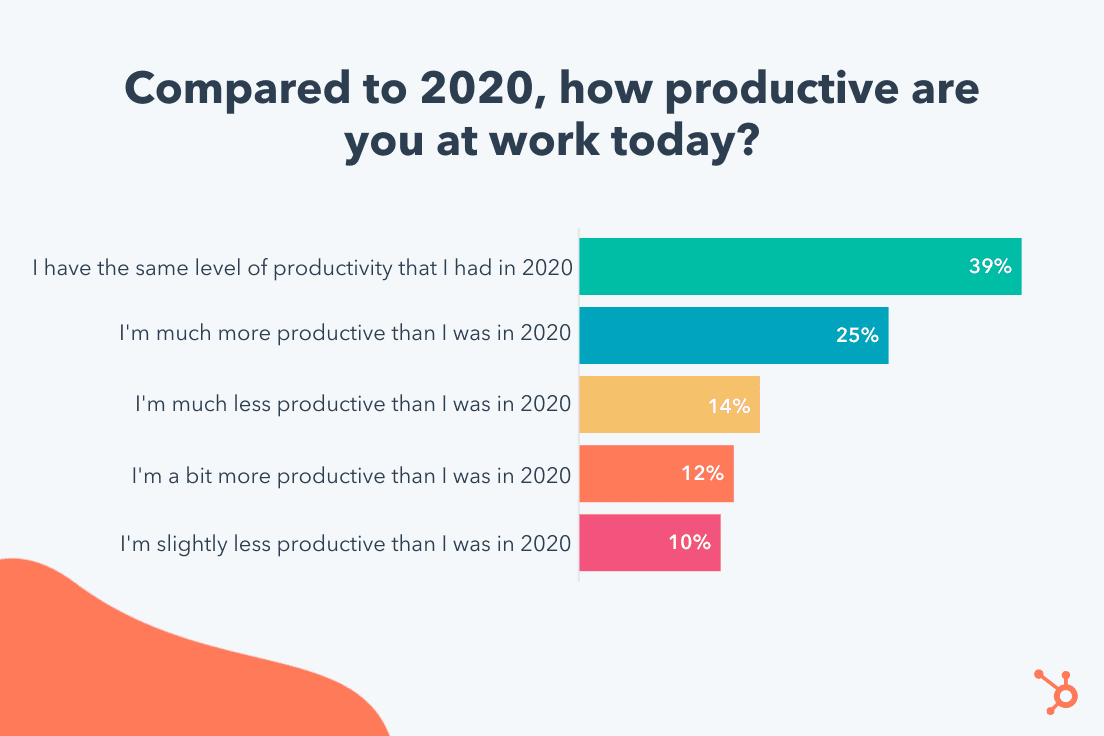 Compared to 2020, how productive are
you at work today?
I have the same level of productivity that I had in 2020
39%
I'm much more productive than I was in 2020
25%
I'm much less productive than I was in 2020
14%
I'm a bit more productive than I was in 2020
12%
I'm slightly less productive than I was in 2020
10%